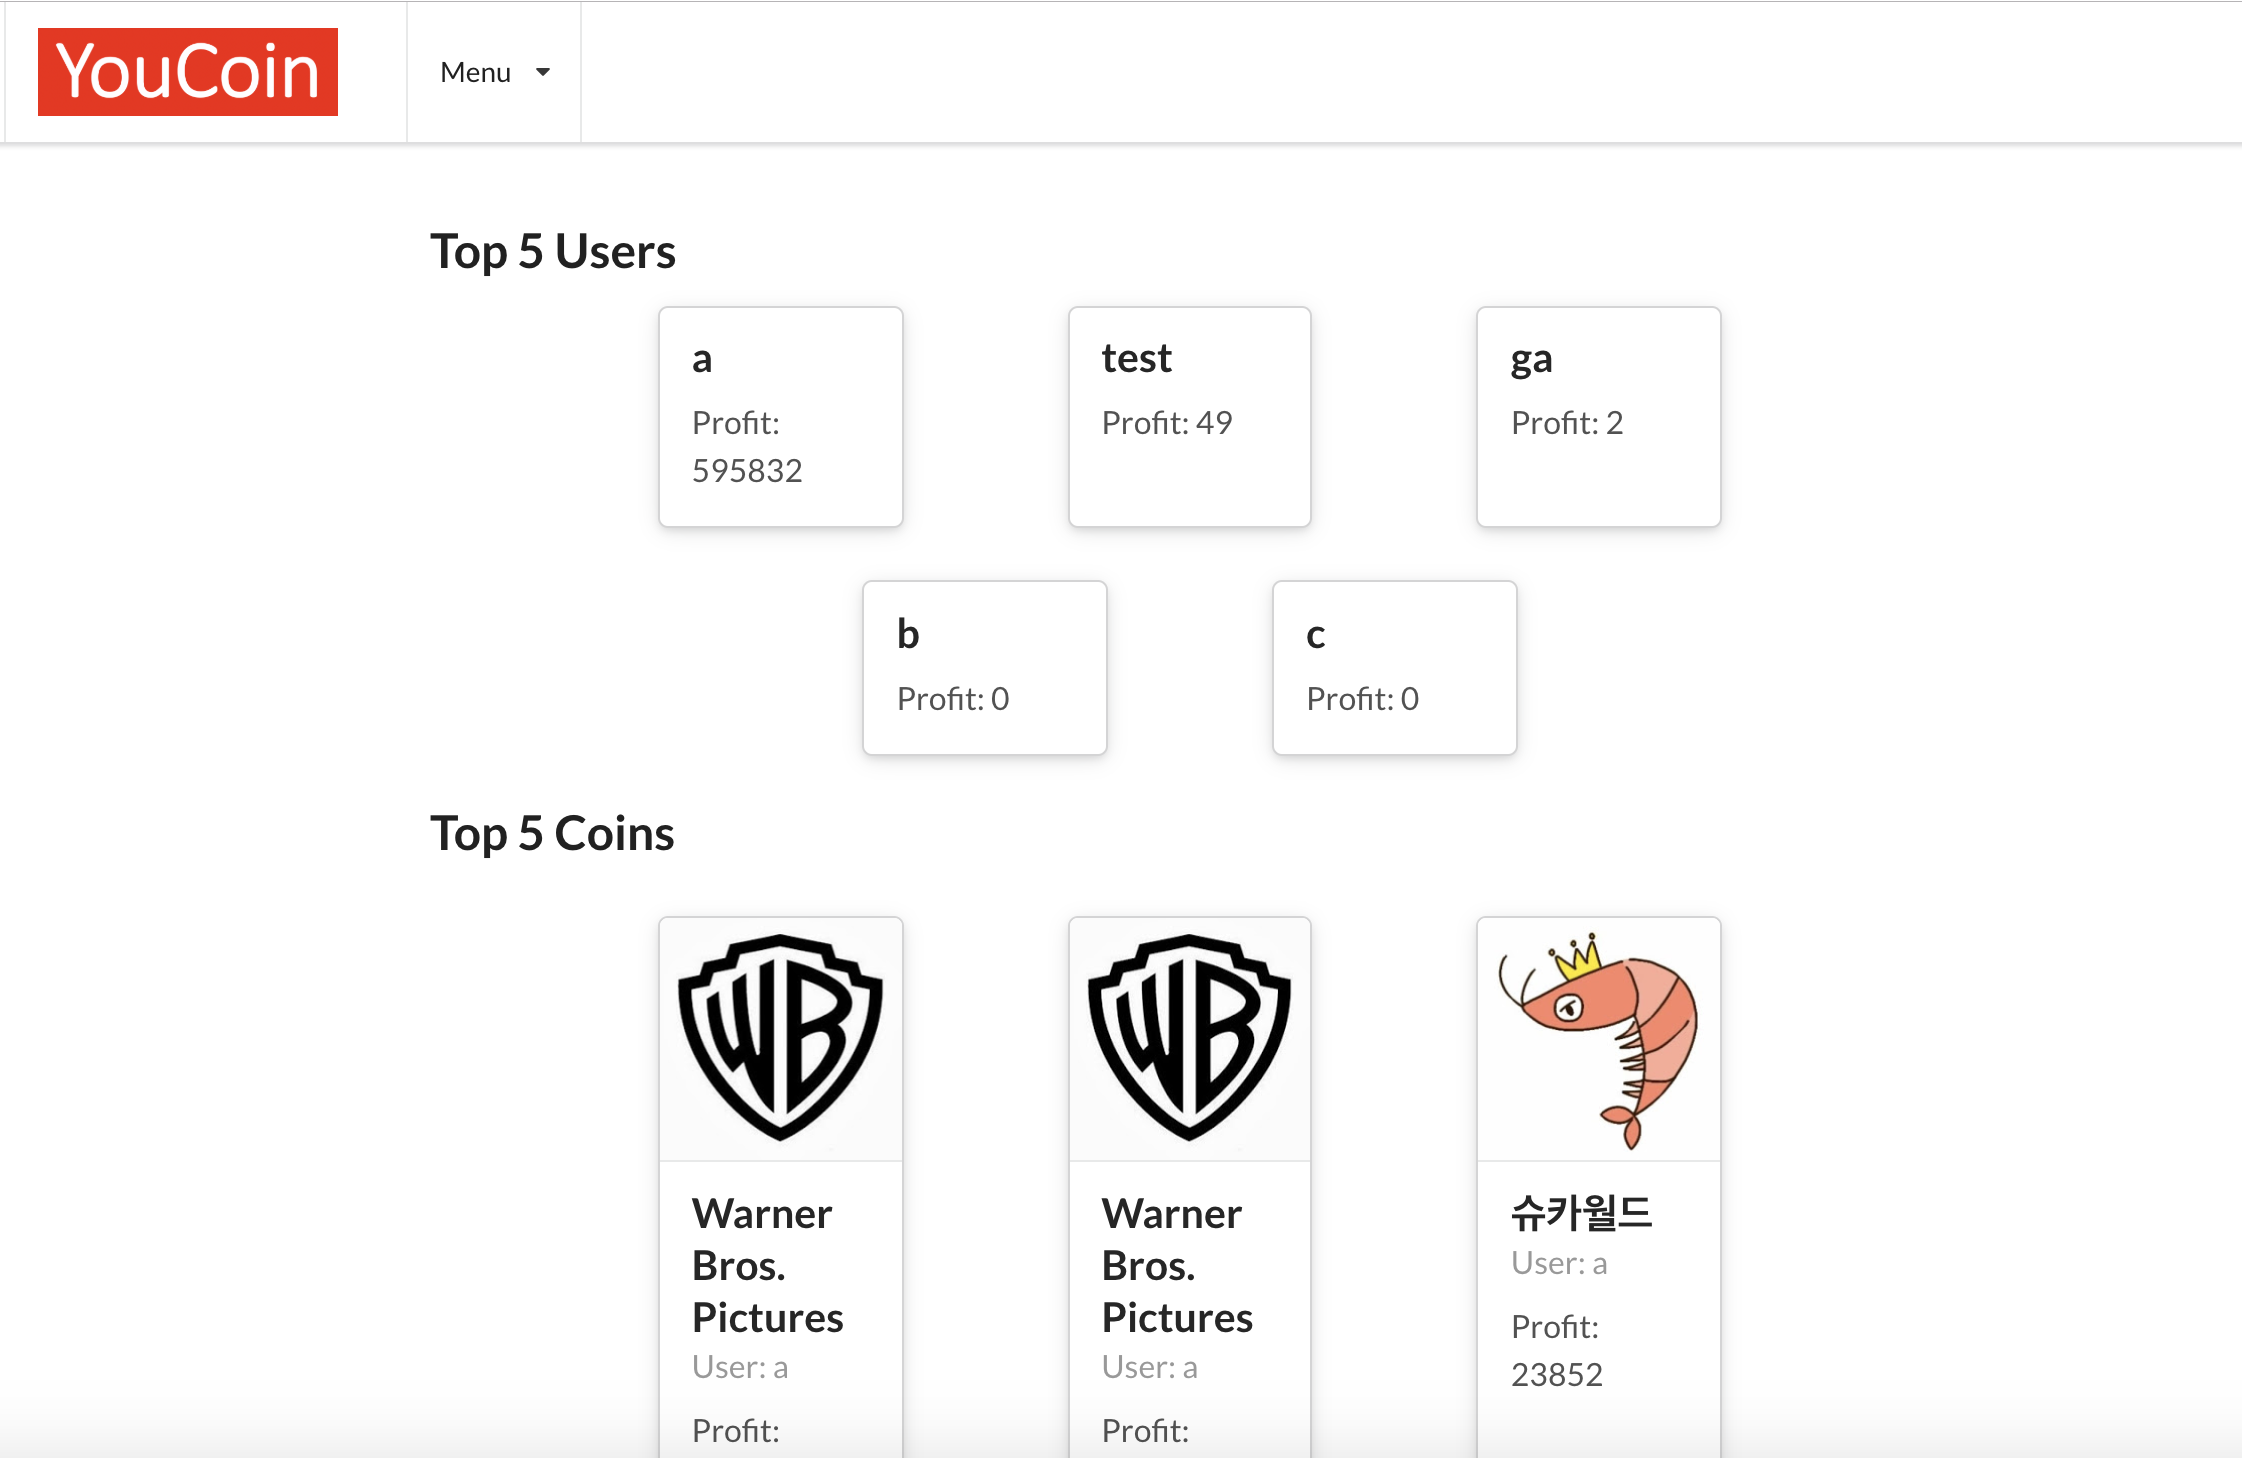 YouCoin
Menu
Top 5 Users
a
Profit:
595832
test
Profit: 49
ga
Profit: 2
b
Profit: 0
c
Profit: 0
Top 5 Coins
WB
Warner
Bros.
Pictures
User: a
Profit:
WB
Warner
Bros.
Pictures
User: a
Profit:
슈카월드
User: a
Profit:
23852